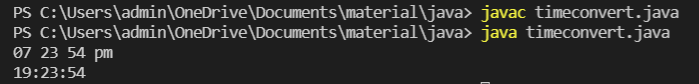 PS C:\Users\admin\OneDrive\Documents\material\java> javac timeconvert.java
PS C:\Users\admin\OneDrive\Documents\material\java> java timeconvert.java
07 23 54 pm
19:23:54